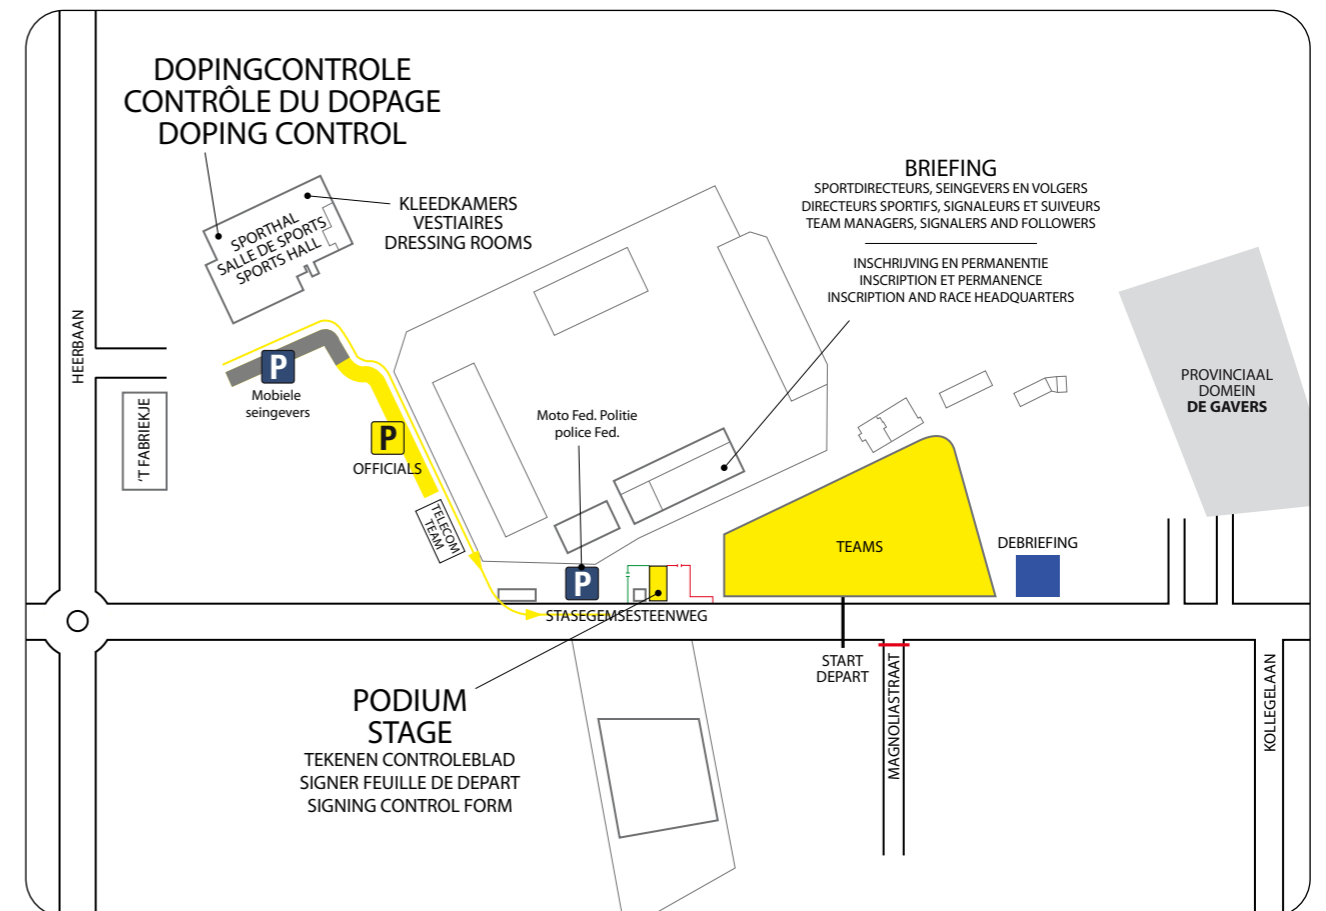 DOPINGCONTROLE
CONTRÔLE DU DOPAGE
DOPING CONTROL
SPORTHAL
SALLE DE SPORTS
SPORTS HALL
KLEEDKAMERS
VESTIAIRES
DRESSING ROOMS
BRIEFING
SPORTDIRECTEURS, SEINGEVERS EN VOLGERS
DIRECTEURS SPORTIFS, SIGNALEURS ET SUIVEURS
TEAM MANAGERS, SIGNALERS AND FOLLOWERS
INSCHRIJVING EN PERMANENTIE
INSCRIPTION ET PERMANENCE
INSCRIPTION AND RACE HEADQUARTERS
HEERBAAN
P
Mobiele
seingevers
'T FABRIEKJE
P
OFFICIALS
TELECOM
TEAM
Moto Fed. Politie
police Fed.
P
PROVINCIAAL
DOMEIN
DE GAVERS
TEAMS
DEBRIEFING
STASEGEMSESTEENWEG
START
DEPART
MAGNOLIASTRAAT
KOLLEGELAAN
PODIUM
STAGE
TEKENEN CONTROLEBLAD
SIGNER FEUILLE DE DEPART
SIGNING CONTROL FORM